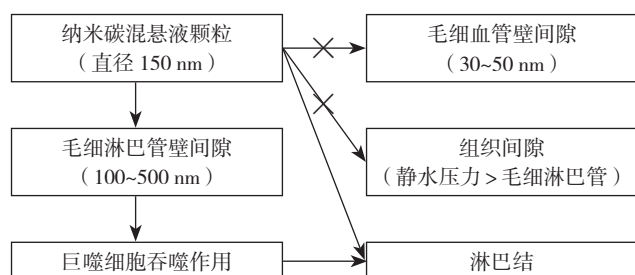 纳米碳混悬液颗粒
（直径 150 nm）
毛细血管壁间隙
（30~50 nm）
毛细淋巴管壁间隙
（100~500 nm）
组织间隙
（静水压力 > 毛细淋巴管）
巨噬细胞吞噬作用
淋巴结